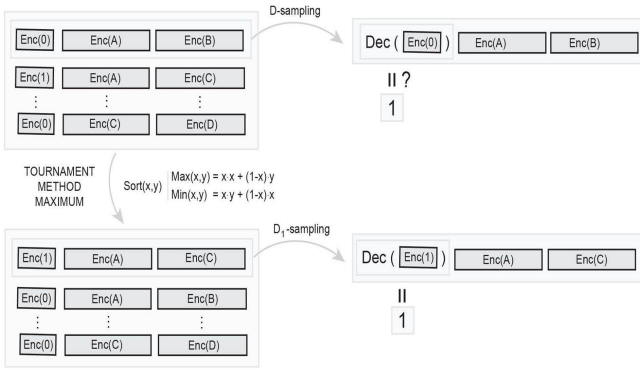 D-sampling
Enc(0) Enc(A) Enc(B)
Enc(1) Enc(A) Enc(C)
⋮ ⋮ ⋮
Enc(0) Enc(C) Enc(D)
Dec ( Enc(0) ) Enc(A) Enc(B)
= ?
1
TOURNAMENT
METHOD
MAXIMUM
Sort(x,y)
Max(x,y) = x·x + (1-x)·y
Min(x,y) = x·y + (1-x)·x
D₁-sampling
Enc(1) Enc(A) Enc(C)
Enc(0) Enc(A) Enc(B)
⋮ ⋮ ⋮
Enc(0) Enc(C) Enc(D)
Dec ( Enc(1) ) Enc(A) Enc(C)
=
1